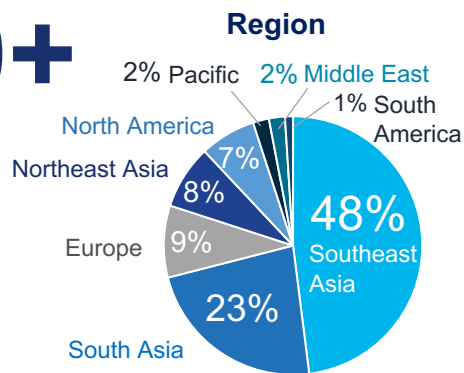 +
Region
2% Pacific
2% Middle East
1% South
America
North America
7%
Northeast Asia
8%
48%
Southeast
Asia
Europe
9%
23%
South Asia